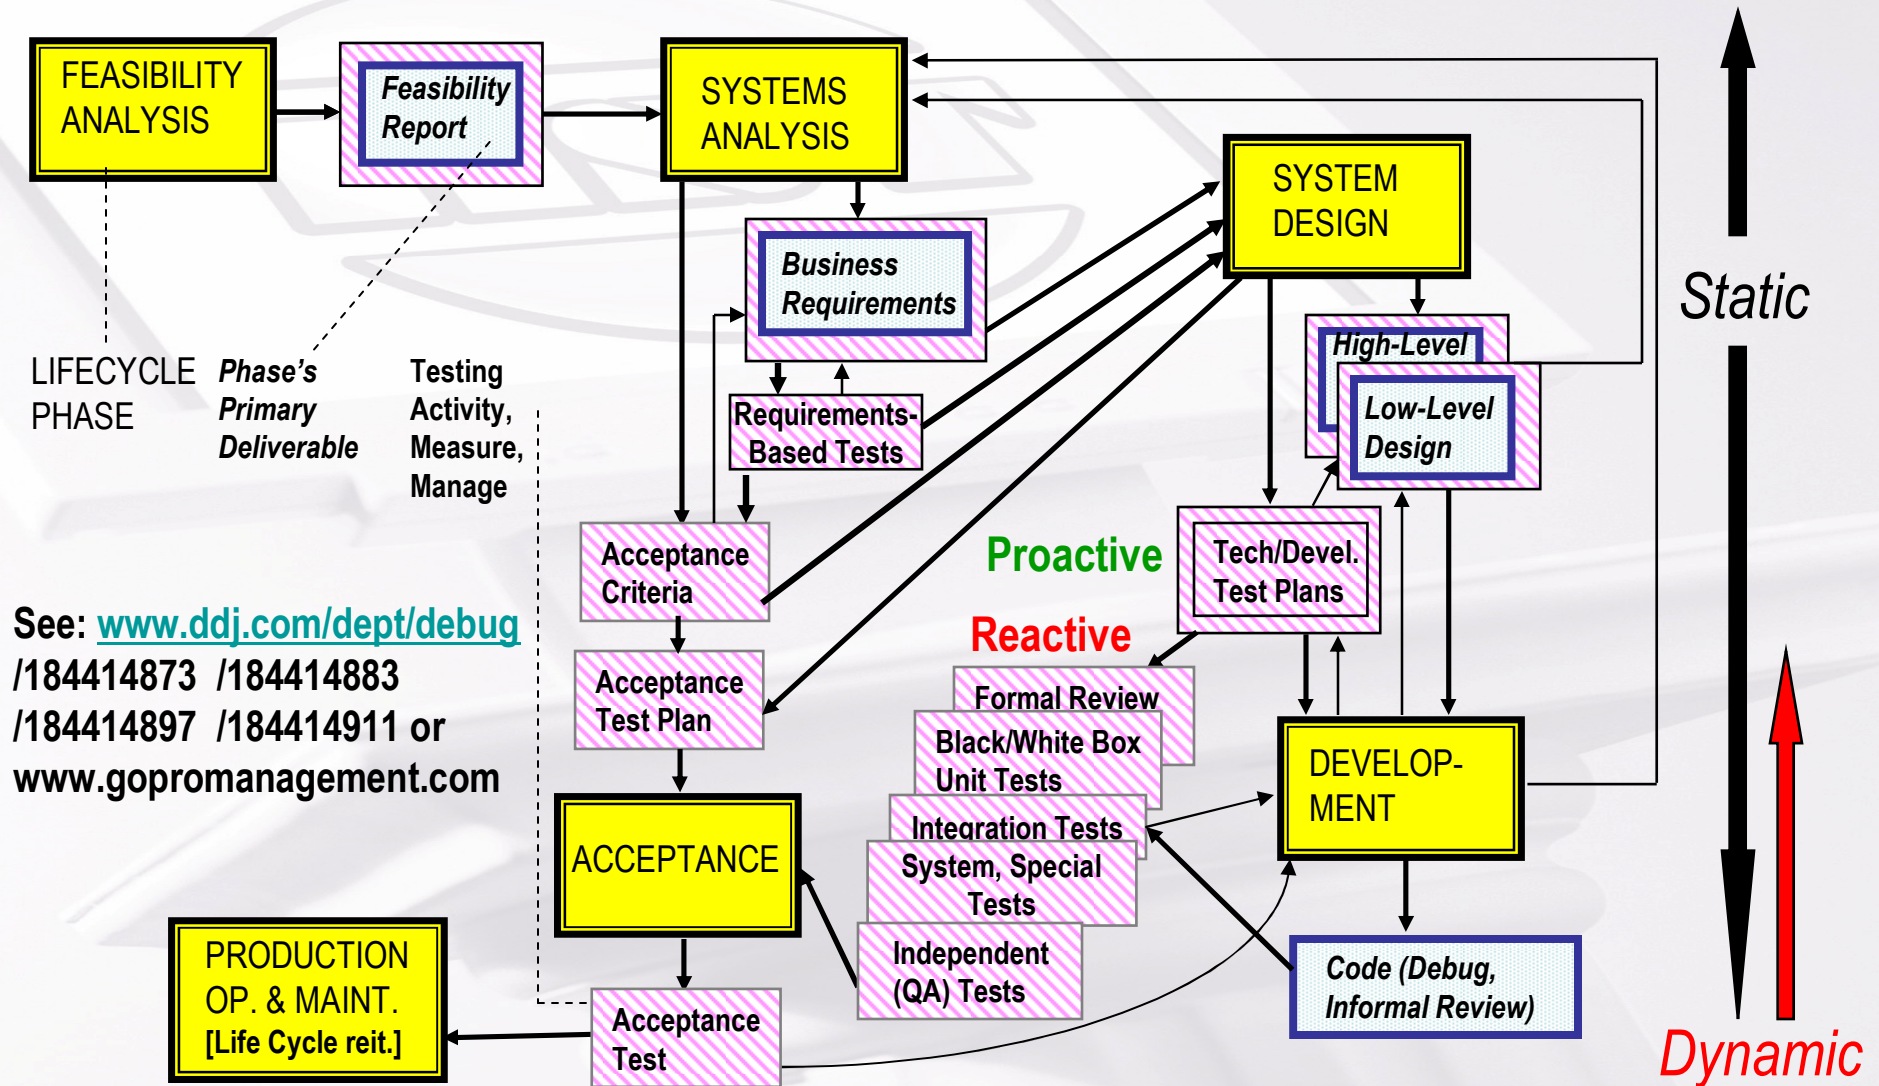 FEASIBILITY
ANALYSIS
Feasibility
Report
SYSTEMS
ANALYSIS
SYSTEM
DESIGN
Business
Requirements
Static
High-Level
Low-Level
Design
LIFECYCLE
PHASE
Phase's
Primary
Deliverable
Testing
Activity,
Measure,
Manage
Requirements-
Based Tests
Acceptance
Criteria
Proactive
Tech/Devel.
Test Plans
Reactive
See: www.ddj.com/dept/debug
/184414873 /184414883
/184414897 /184414911 or
www.gopromanagement.com
Acceptance
Test Plan
Formal Review
Black/White Box
Unit Tests
Integration Tests
System, Special
Tests
Independent
(QA) Tests
DEVELOP-
MENT
ACCEPTANCE
Code (Debug,
Informal Review)
PRODUCTION
OP. & MAINT.
[Life Cycle reit.]
Acceptance
Test
Dynamic